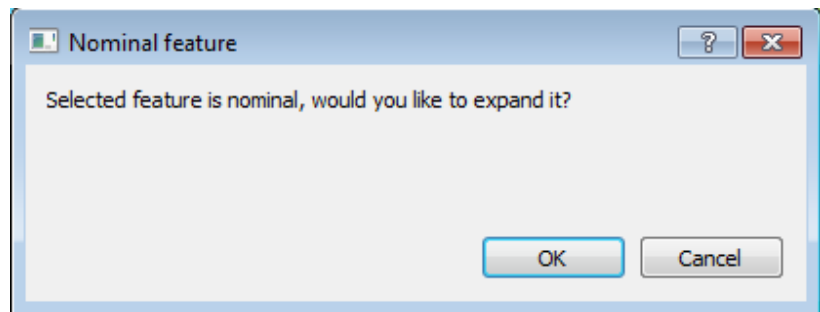 Nominal feature
Selected feature is nominal, would you like to expand it?
OK Cancel